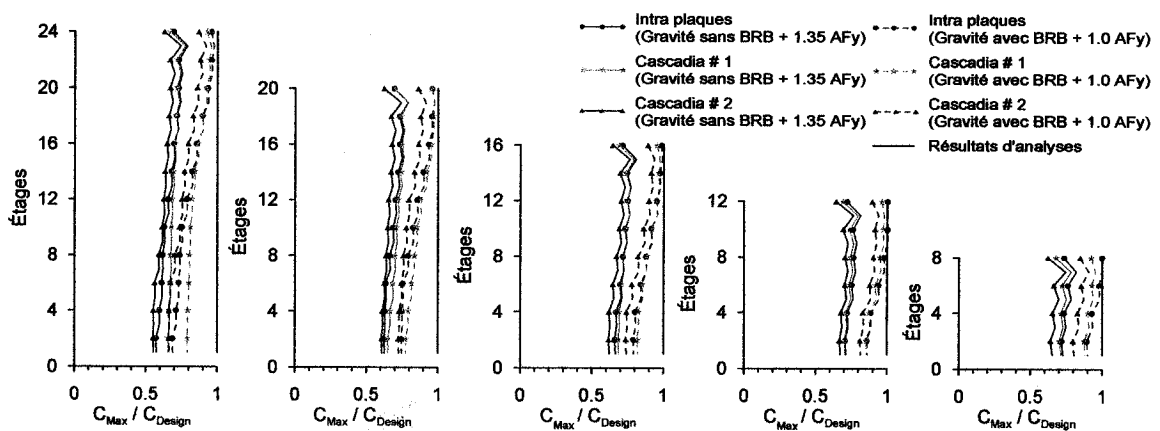 Intra plaques
(Gravité sans BRB + 1.35 AFy)
Cascadia # 1
(Gravité sans BRB + 1.35 AFy)
Cascadia # 2
(Gravité sans BRB + 1.35 AFy)
Intra plaques
(Gravité avec BRB + 1.0 AFy)
Cascadia # 1
(Gravité avec BRB + 1.0 AFy)
Cascadia # 2
(Gravité avec BRB + 1.0 AFy)
Résultats d'analyses
Étages
24
20
16
12
8
4
0
0 0.5 1
C_Max / C_Design
Étages
20
16
12
8
4
0
0 0.5 1
C_Max / C_Design
Étages
16
12
8
4
0
0 0.5 1
C_Max / C_Design
Étages
12
8
4
0
0 0.5 1
C_Max / C_Design
Étages
8
4
0
0 0.5 1
C_Max / C_Design